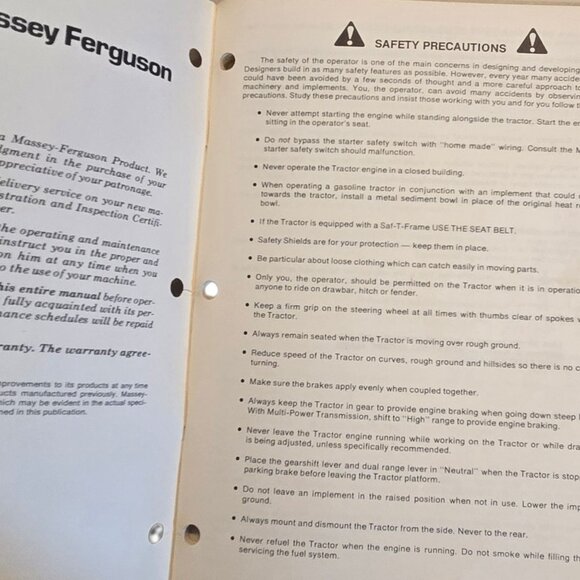 ssey Ferguson
a Massey-Ferguson Product. We
dgment in the purchase of your
ppreciative of your patronage.
elivery service on your new ma-
stration and Inspection Certifi-
er.
he operating and maintenance
instruct you in the proper and
on him at any time when you
o the use of your machine.
his entire manual before oper-
fully acquainted with its per-
nance schedules will be repaid
ranty. The warranty agree-
mprovements to its products at any time
ucts manufactured previously. Massey-
hich may be evident in the actual speci-
ned in this publication.
SAFETY PRECAUTIONS
The safety of the operator is one of the main concerns in designing and developing
Designers build in as many safety features as possible. However, every year many accide
could have been avoided by a few seconds of thought and a more careful approach to
machinery and implements. You, the operator, can avoid many accidents by observin
precautions. Study these precautions and insist those working with you and for you follow t
• Never attempt starting the engine while standing alongside the tractor. Start the en
sitting in the operator's seat.
• Do not bypass the starter safety switch with "home made" wiring. Consult the M
starter safety switch should malfunction.
• Never operate the Tractor engine in a closed building.
• When operating a gasoline tractor in conjunction with an implement that could
towards the tractor, install a metal sediment bowl in place of the original heat r
bowl.
• If the Tractor is equipped with a Saf-T-Frame USE THE SEAT BELT.
• Safety Shields are for your protection — keep them in place.
• Be particular about loose clothing which can catch easily in moving parts.
• Only you, the operator, should be permitted on the Tractor when it is in operatio
anyone to ride on drawbar, hitch or fender.
• Keep a firm grip on the steering wheel at all times with thumbs clear of spokes
the Tractor.
• Always remain seated when the Tractor is moving over rough ground.
• Reduce speed of the Tractor on curves, rough ground and hillsides so there is no c
turning.
• Make sure the brakes apply evenly when coupled together.
• Always keep the Tractor in gear to provide engine braking when going down steep
With Multi-Power Transmission, shift to "High" range to provide engine braking.
• Never leave the Tractor engine running while working on the Tractor or while dra
is being adjusted, unless specifically recommended.
• Place the gearshift lever and dual range lever in "Neutral" when the Tractor is stop
parking brake before leaving the Tractor platform.
• Do not leave an implement in the raised position when not in use. Lower the imp
ground.
• Always mount and dismount the Tractor from the side. Never to the rear.
• Never refuel the Tractor when the engine is running. Do not smoke while filling th
servicing the fuel system.